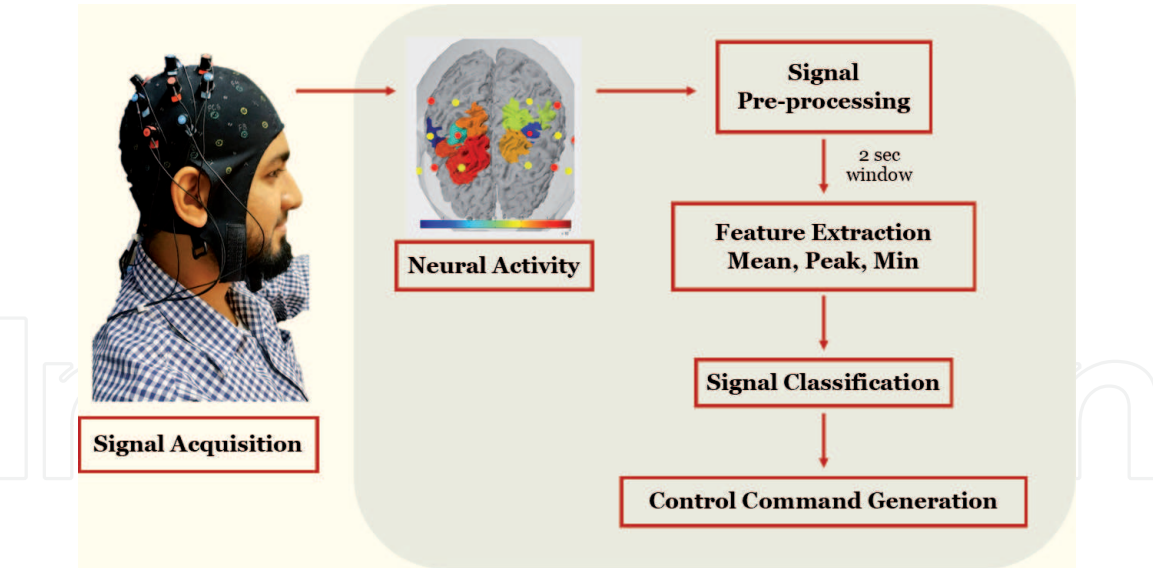 Signal
Pre-processing
2 sec
window
Feature Extraction
Mean, Peak, Min
Neural Activity
Signal Classification
Signal Acquisition
Control Command Generation